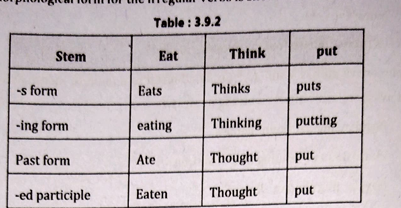 Table : 3.9.2
Stem Eat Think put
-s form Eats Thinks puts
-ing form eating Thinking putting
Past form Ate Thought put
-ed participle Eaten Thought put